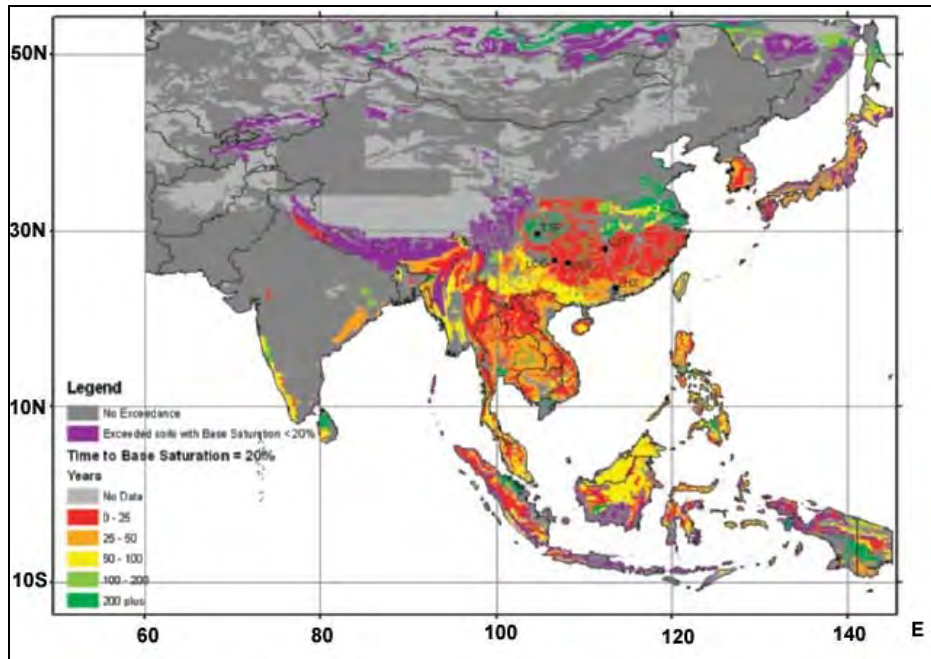 50N
30N
10N
10S
Legend
No Exceedance
Exceeded soils with Base Saturation <20%
Time to Base Saturation = 20%
Years
No Data
0 - 25
25 - 50
50 - 100
100 - 200
200 plus
60 80 100 120 140 E